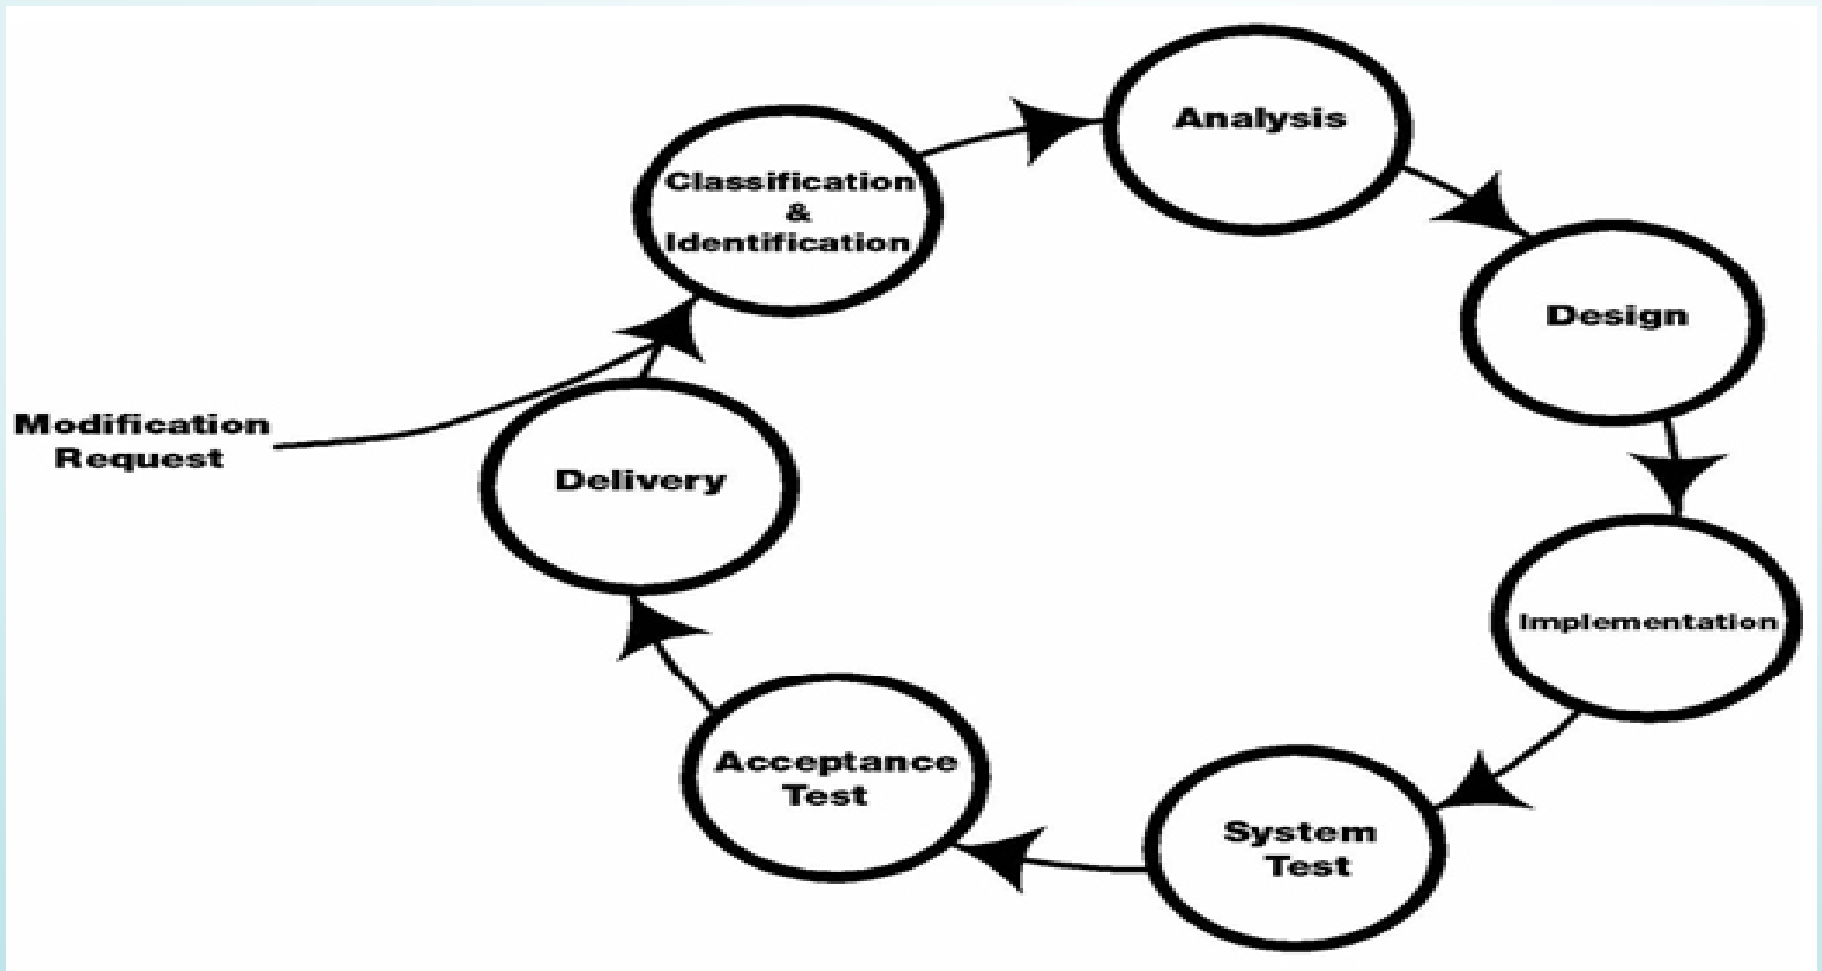 Analysis
Classification
&
Identification
Design
Modification
Request
Delivery
Implementation
Acceptance
Test
System
Test